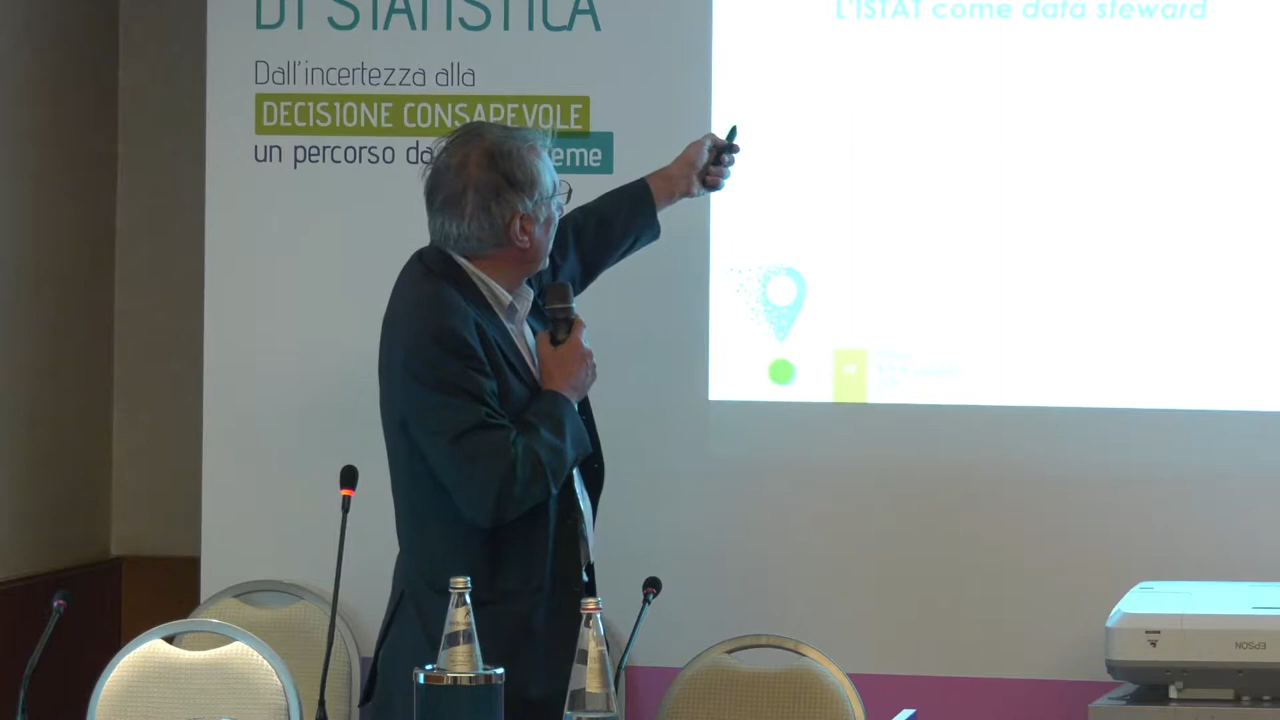 DI STATISTICA
Dall'incertezza alla
DECISIONE CONSAPEVOLE
un percorso da
eme
L'ISTAT come data steward
EPSON